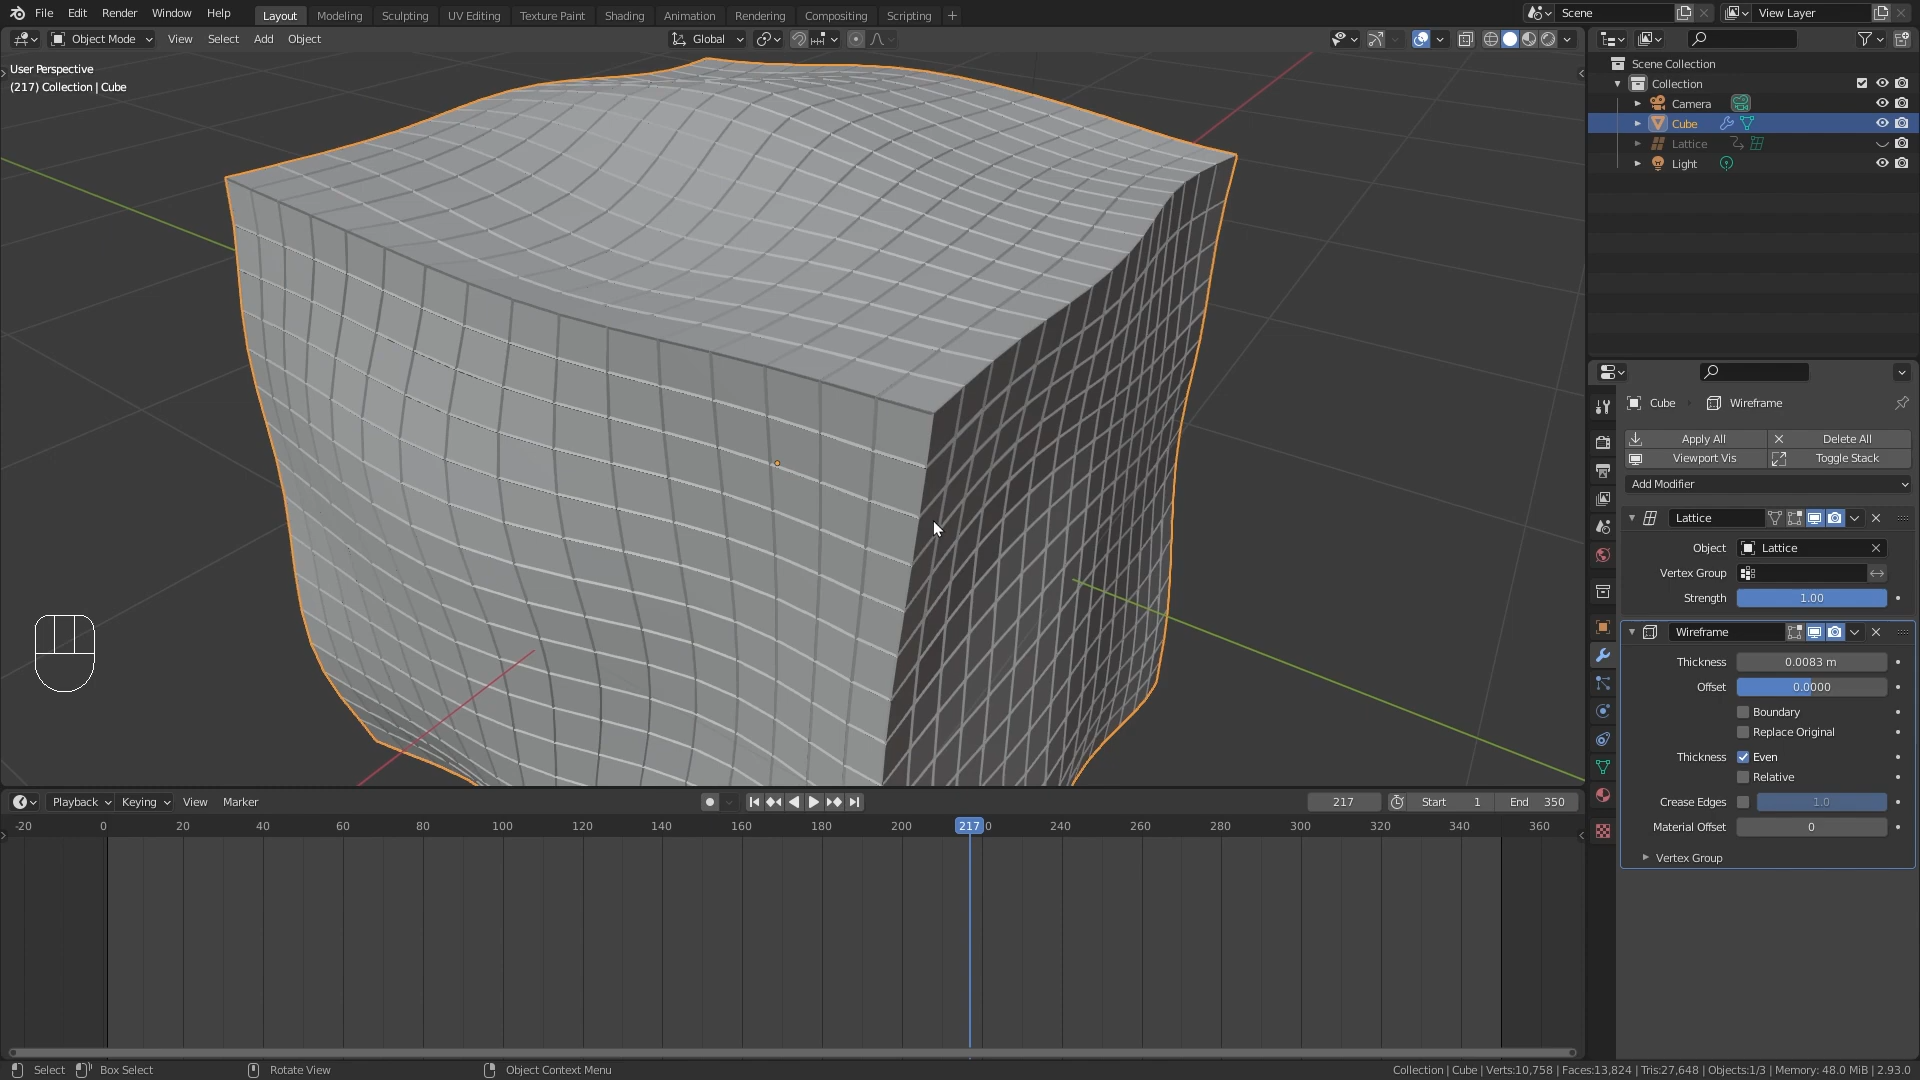 File Edit Render Window Help Layout Modeling Sculpting UV Editing Texture Paint Shading Animation Rendering Compositing Scripting + Scene View Layer
Object Mode View Select Add Object Global
User Perspective
(217) Collection | Cube
Scene Collection
Collection
Camera
Cube
Lattice
Light
Cube Wireframe
Apply All Delete All
Viewport Vis Toggle Stack
Add Modifier
Lattice
Object Lattice
Vertex Group
Strength 1.00
Wireframe
Thickness 0.0083 m
Offset 0.0000
Boundary
Replace Original
Thickness Even
Relative
Crease Edges 1.0
Material Offset 0
Vertex Group
Playback Keying View Marker 217 Start 1 End 350
-20 0 20 40 60 80 100 120 140 160 180 200 217 0 240 260 280 300 320 340 360
Select Box Select Rotate View Object Context Menu Collection | Cube | Verts:10,758 | Faces:13,824 | Tris:27,648 | Objects:1/3 | Memory: 48.0 MiB | 2.93.0